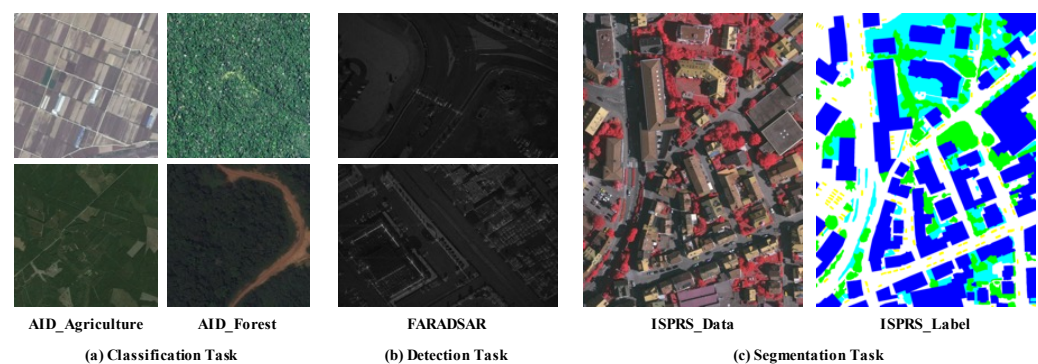 AID_Agriculture AID_Forest FARADSAR ISPRS_Data ISPRS_Label
(a) Classification Task (b) Detection Task (c) Segmentation Task